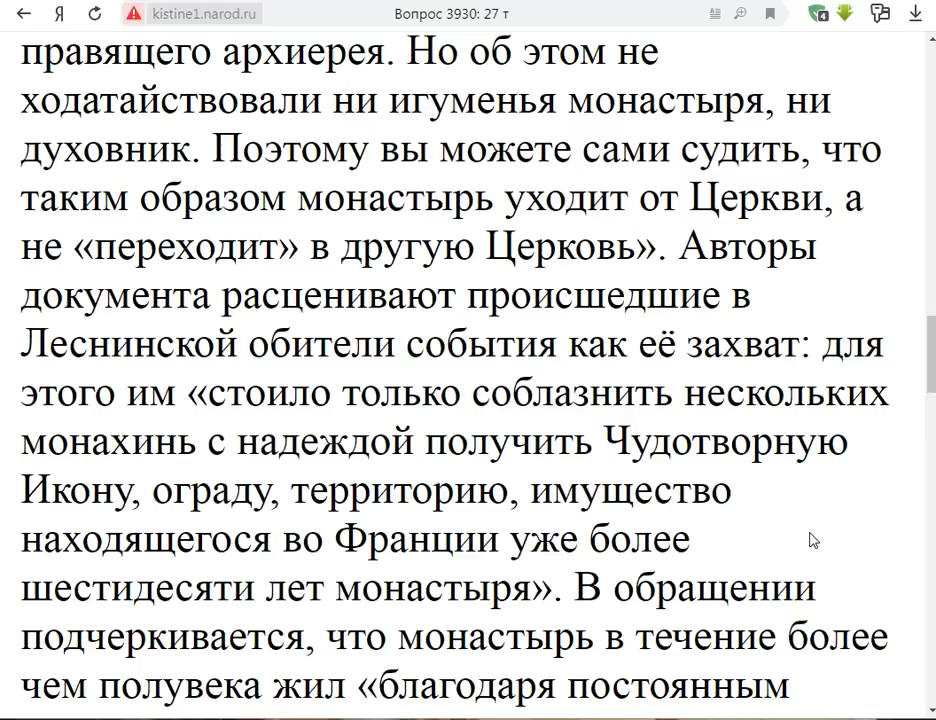 Я kistine1.narod.ru Вопрос 3930: 27 т 4
правящего архиерея. Но об этом не
ходатайствовали ни игуменья монастыря, ни
духовник. Поэтому вы можете сами судить, что
таким образом монастырь уходит от Церкви, а
не «переходит» в другую Церковь». Авторы
документа расценивают происшедшие в
Леснинской обители события как её захват: для
этого им «стоило только соблазнить нескольких
монахинь с надеждой получить Чудотворную
Икону, ограду, территорию, имущество
находящегося во Франции уже более
шестидесяти лет монастыря». В обращении
подчеркивается, что монастырь в течение более
чем полувека жил «благодаря постоянным